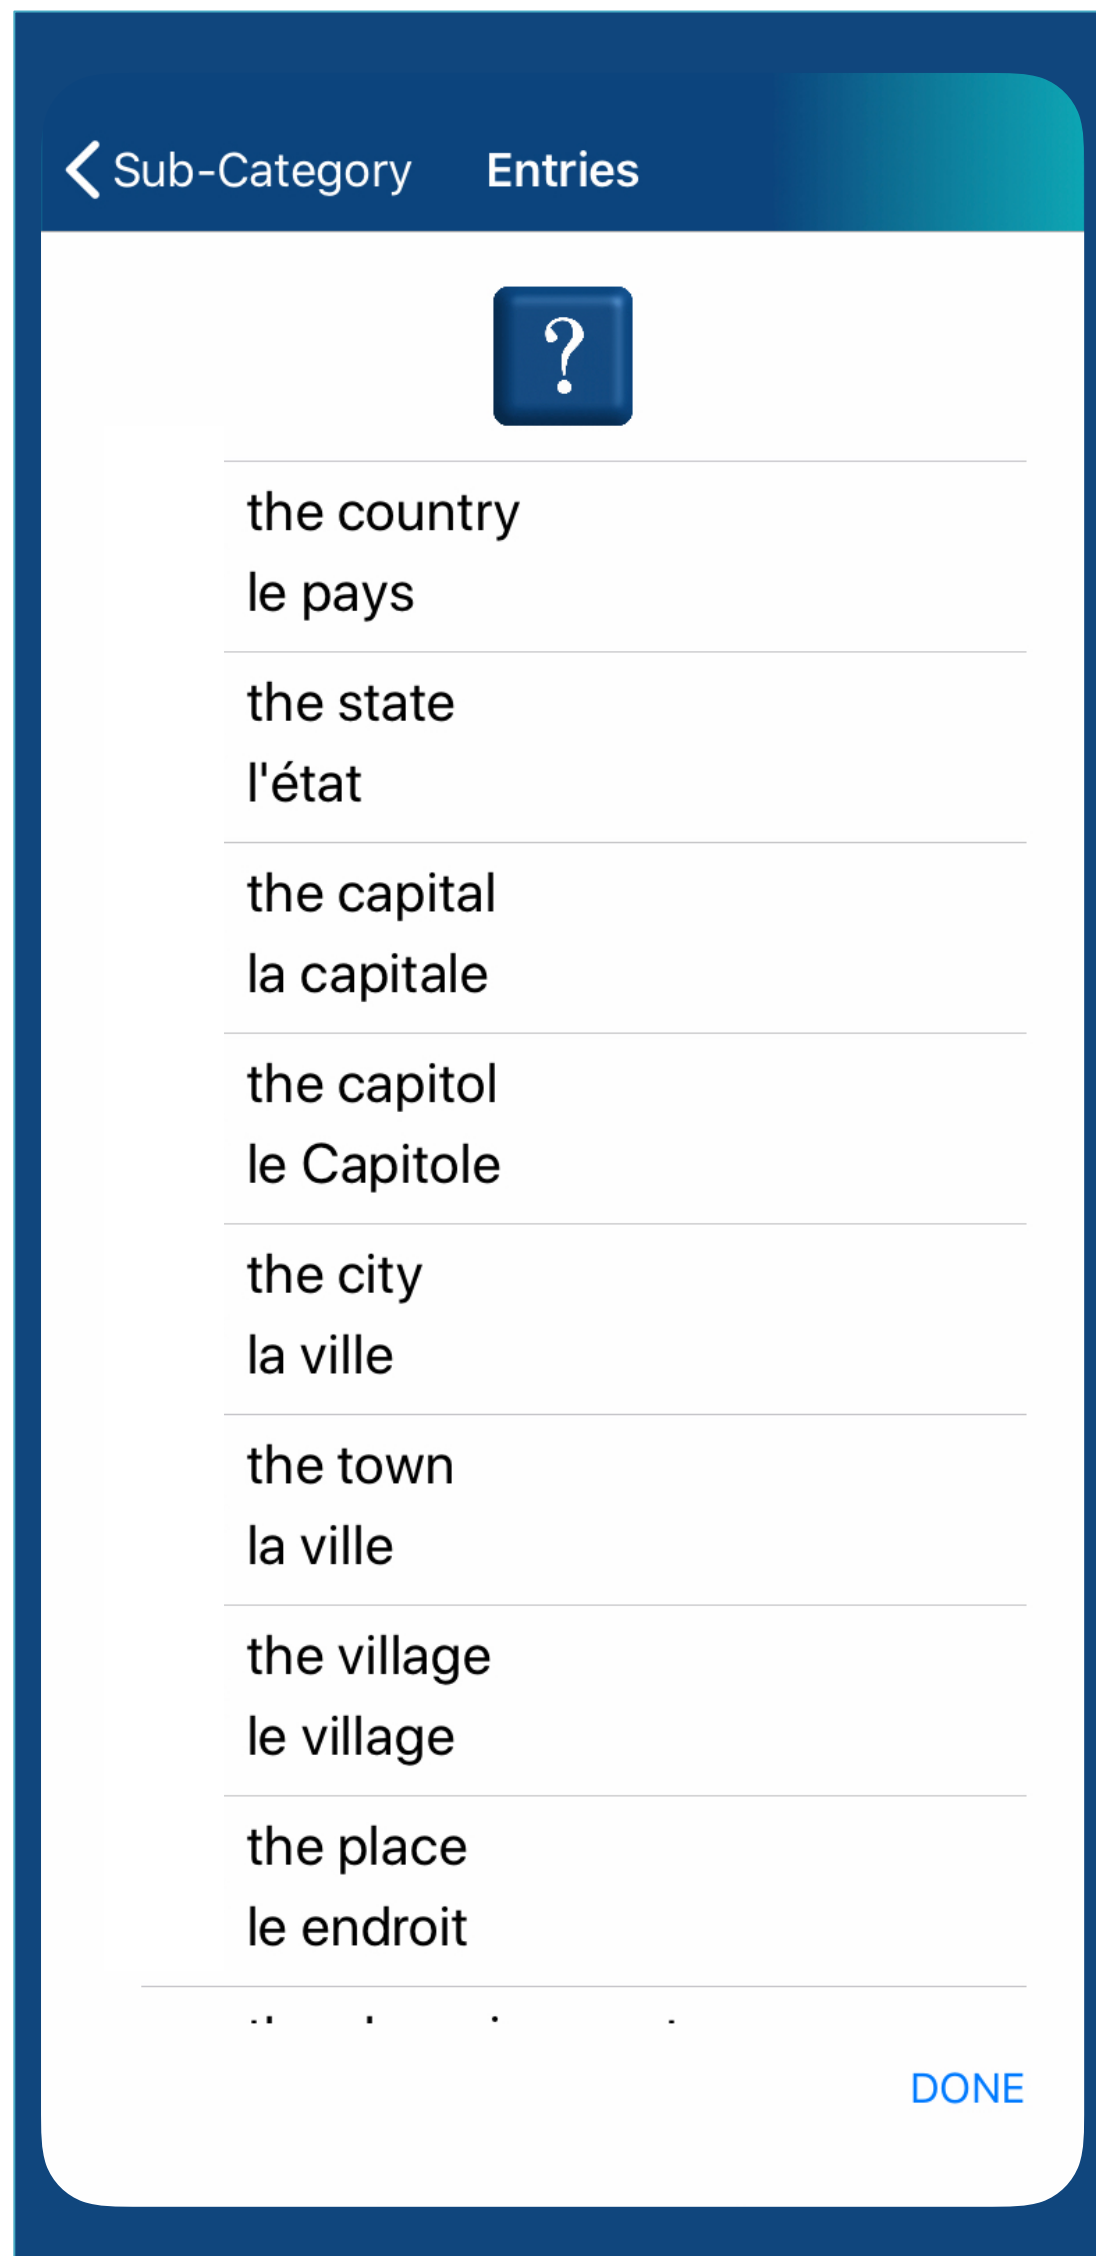 Sub-Category Entries
?
the country
le pays
the state
l'état
the capital
la capitale
the capitol
le Capitole
the city
la ville
the town
la ville
the village
le village
the place
le endroit
DONE